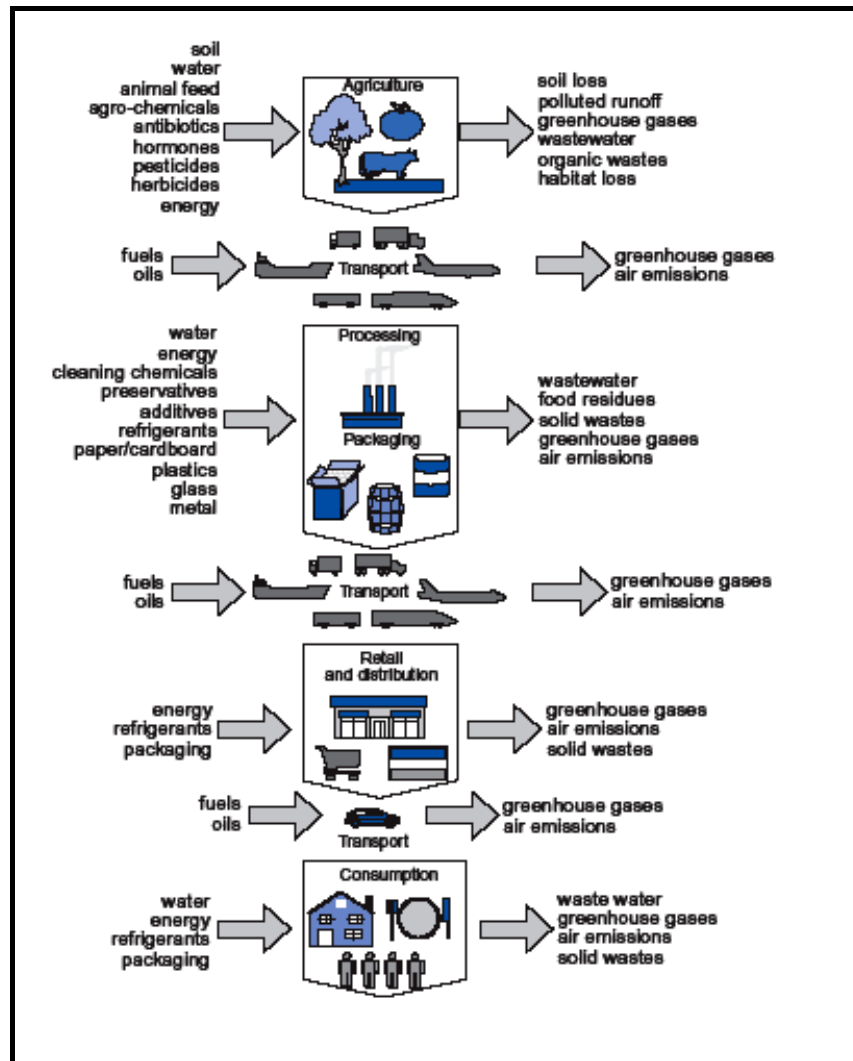 soil
water
animal feed
agro-chemicals
antibiotics
hormones
pesticides
herbicides
energy
Agriculture
soil loss
polluted runoff
greenhouse gases
wastewater
organic wastes
habitat loss
fuels
oils
Transport
greenhouse gases
air emissions
water
energy
cleaning chemicals
preservatives
additives
refrigerants
paper/cardboard
plastics
glass
metal
Processing
Packaging
wastewater
food residues
solid wastes
greenhouse gases
air emissions
fuels
oils
Transport
greenhouse gases
air emissions
energy
refrigerants
packaging
Retail
and distribution
greenhouse gases
air emissions
solid wastes
fuels
oils
Transport
greenhouse gases
air emissions
water
energy
refrigerants
packaging
Consumption
waste water
greenhouse gases
air emissions
solid wastes